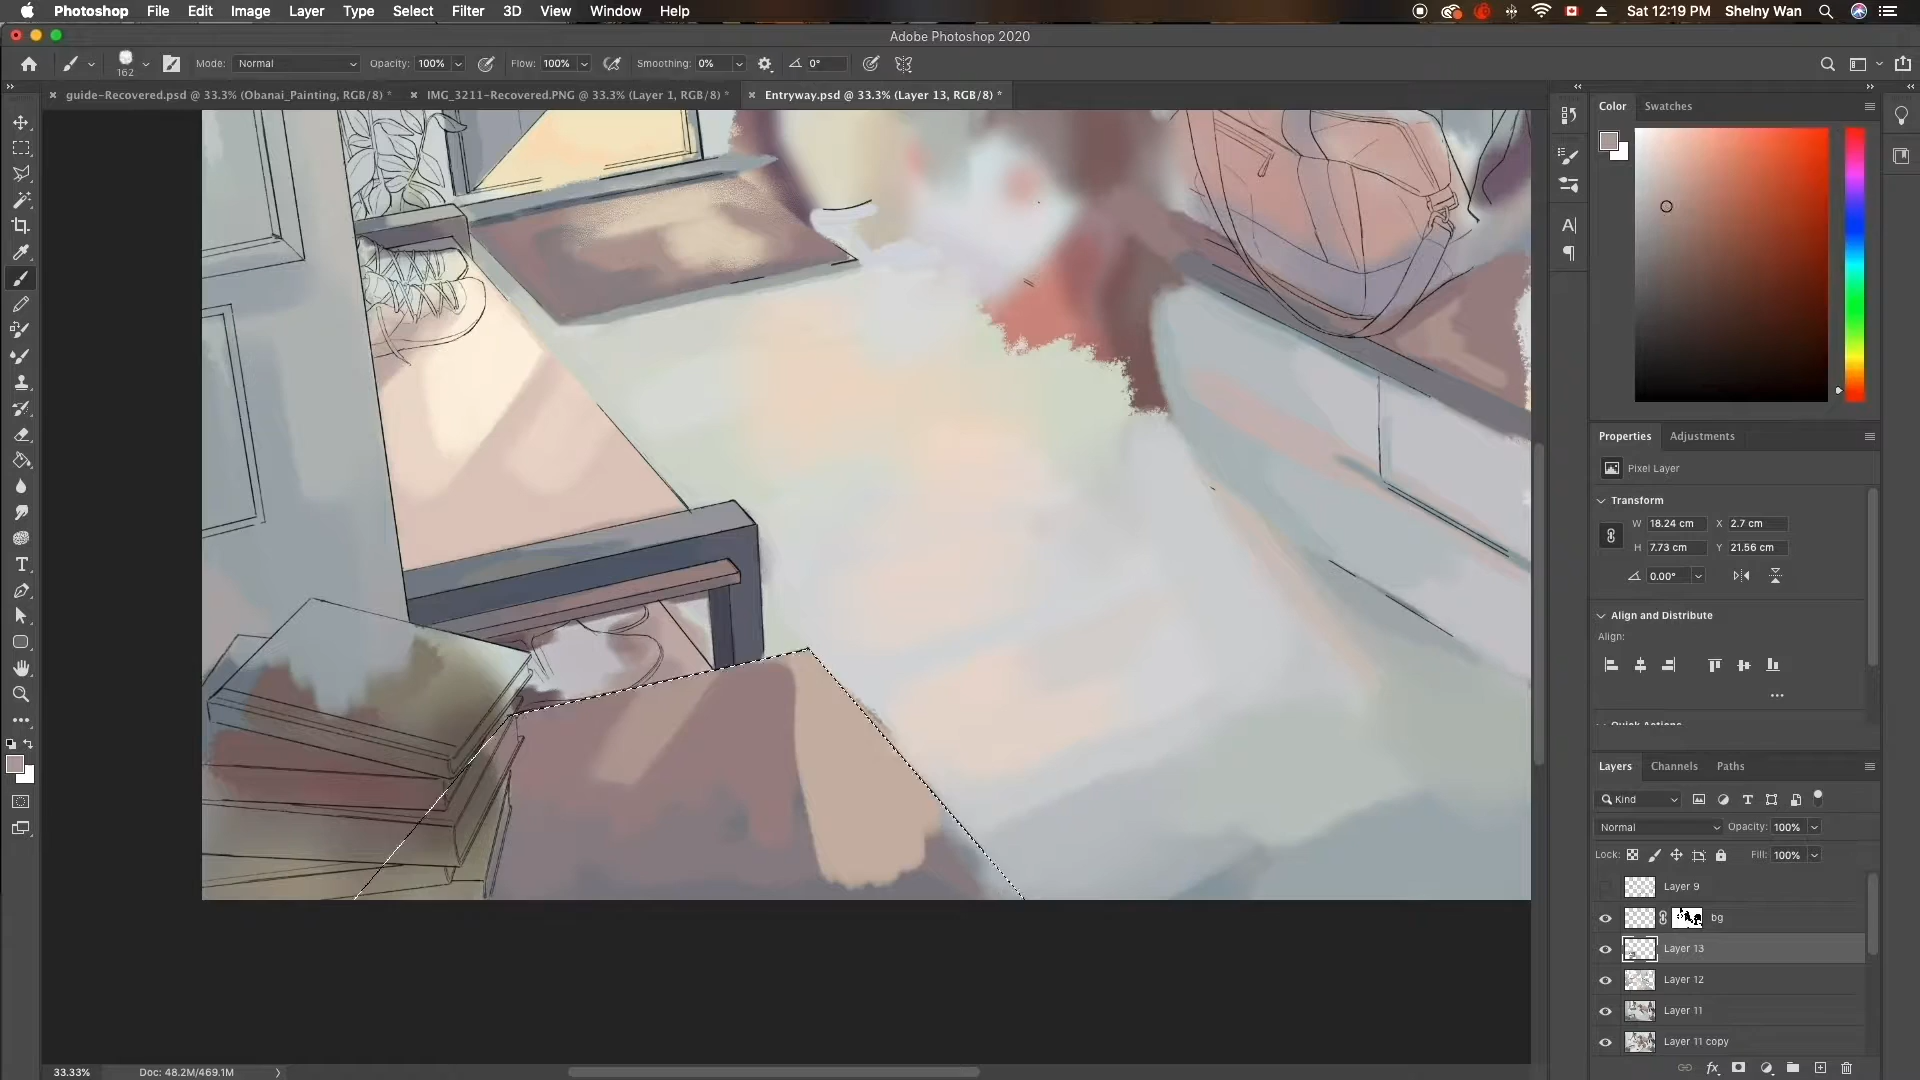 Photoshop File Edit Image Layer Type Select Filter 3D View Window Help Sat 12:19 PM Shelny Wan
Adobe Photoshop 2020
162 Mode: Normal Opacity: 100% Flow: 100% Smoothing: 0% 0°
guide-Recovered.psd @ 33.3% (Obanai_Painting, RGB/8) * IMG_3211-Recovered.PNG @ 33.3% (Layer 1, RGB/8) * Entryway.psd @ 33.3% (Layer 13, RGB/8) *
Color Swatches
Properties Adjustments
Pixel Layer
Transform
W 18.24 cm X 2.7 cm
H 7.73 cm Y 21.56 cm
0.00°
Align and Distribute
Align:
Quick Actions
Layers Channels Paths
Kind
Normal Opacity: 100%
Lock: Fill: 100%
Layer 9
bg
Layer 13
Layer 12
Layer 11
Layer 11 copy
33.33% Doc: 48.2M/469.1M